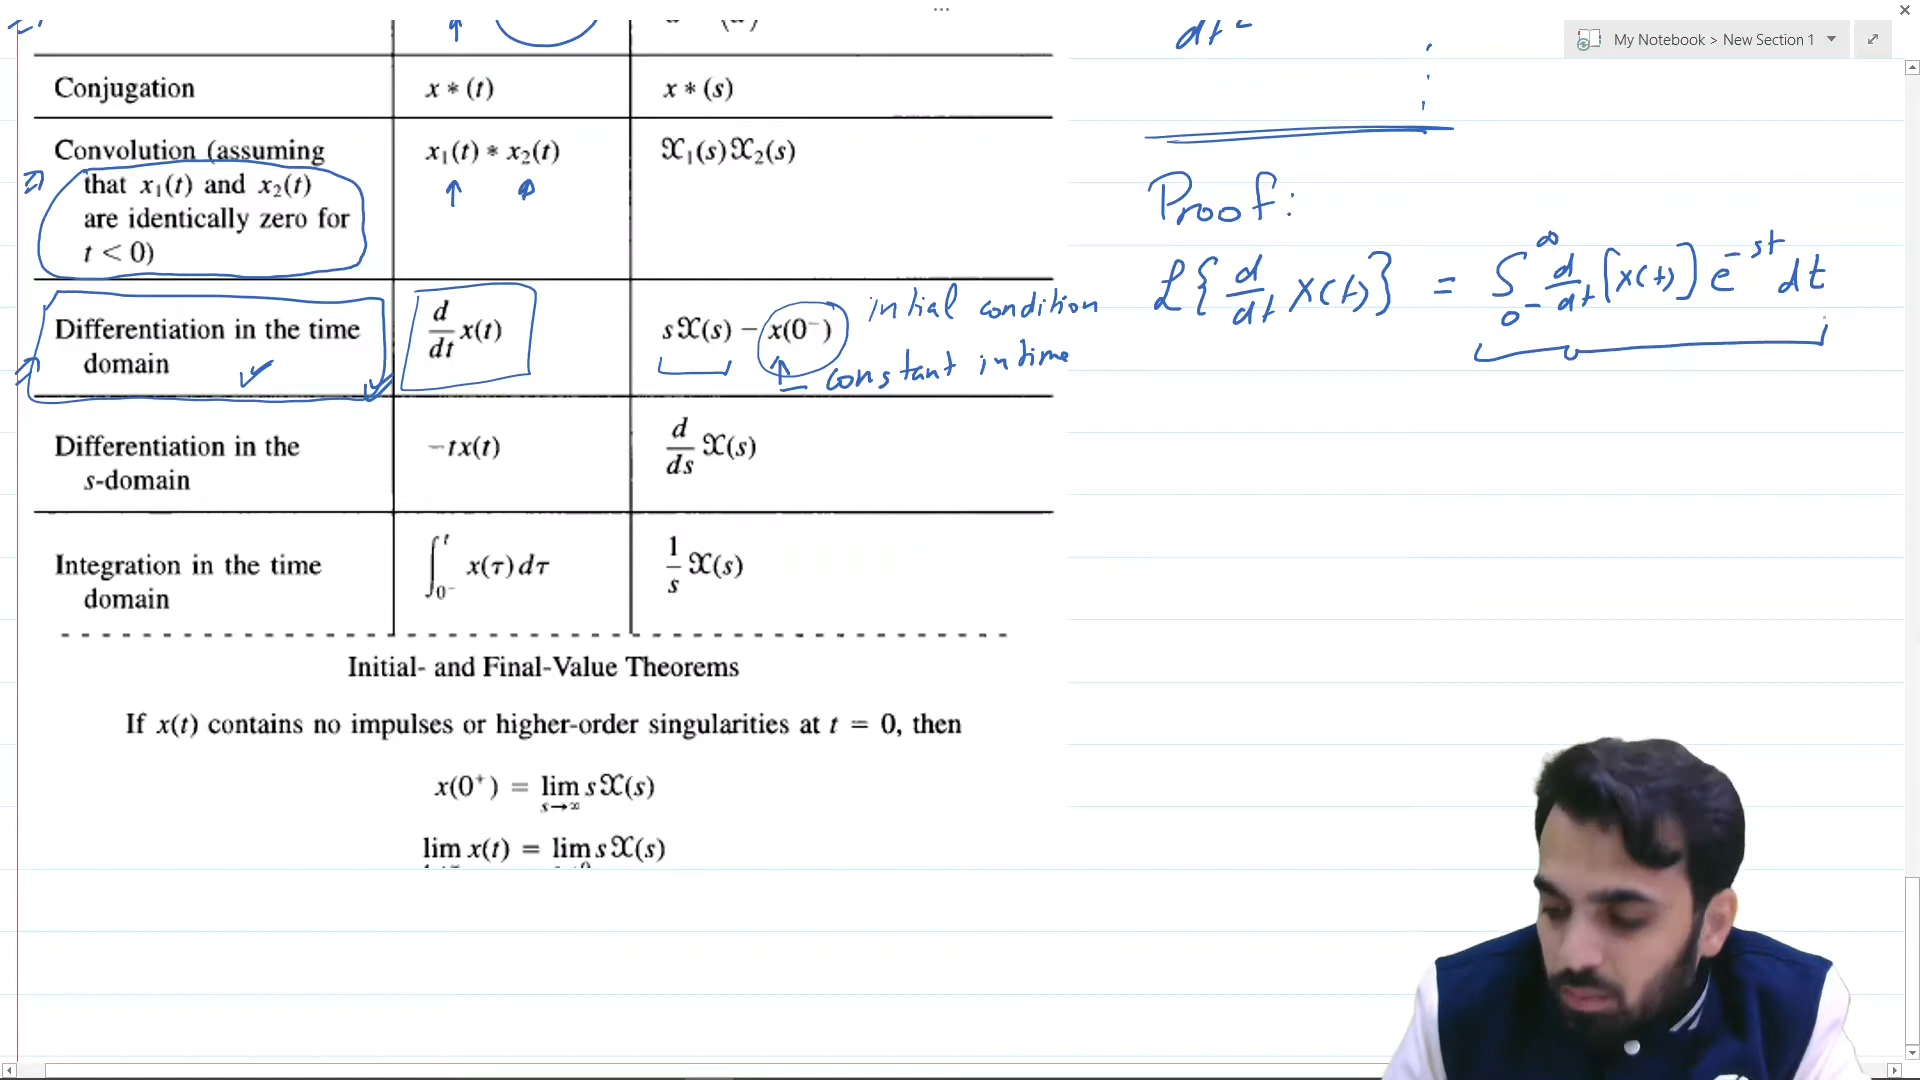 My Notebook > New Section 1
dt²
Conjugation x * (t) x * (s)
Convolution (assuming x₁(t) * x₂(t) 𝔛₁(s)𝔛₂(s)
that x₁(t) and x₂(t)
are identically zero for
t < 0)
Differentiation in the time d/dt x(t) s𝔛(s) − x(0⁻) initial condition
domain constant in time
Differentiation in the −tx(t) d/ds 𝔛(s)
s-domain
Integration in the time ∫₀₋ᵗ x(τ) dτ 1/s 𝔛(s)
domain
Initial- and Final-Value Theorems
If x(t) contains no impulses or higher-order singularities at t = 0, then
x(0⁺) = lim s𝔛(s)
s→∞
lim x(t) = lim s𝔛(s)
Proof:
ℒ{d/dt x(t)} = ∫₀₋^∞ d/dt [x(t)] e^−st dt